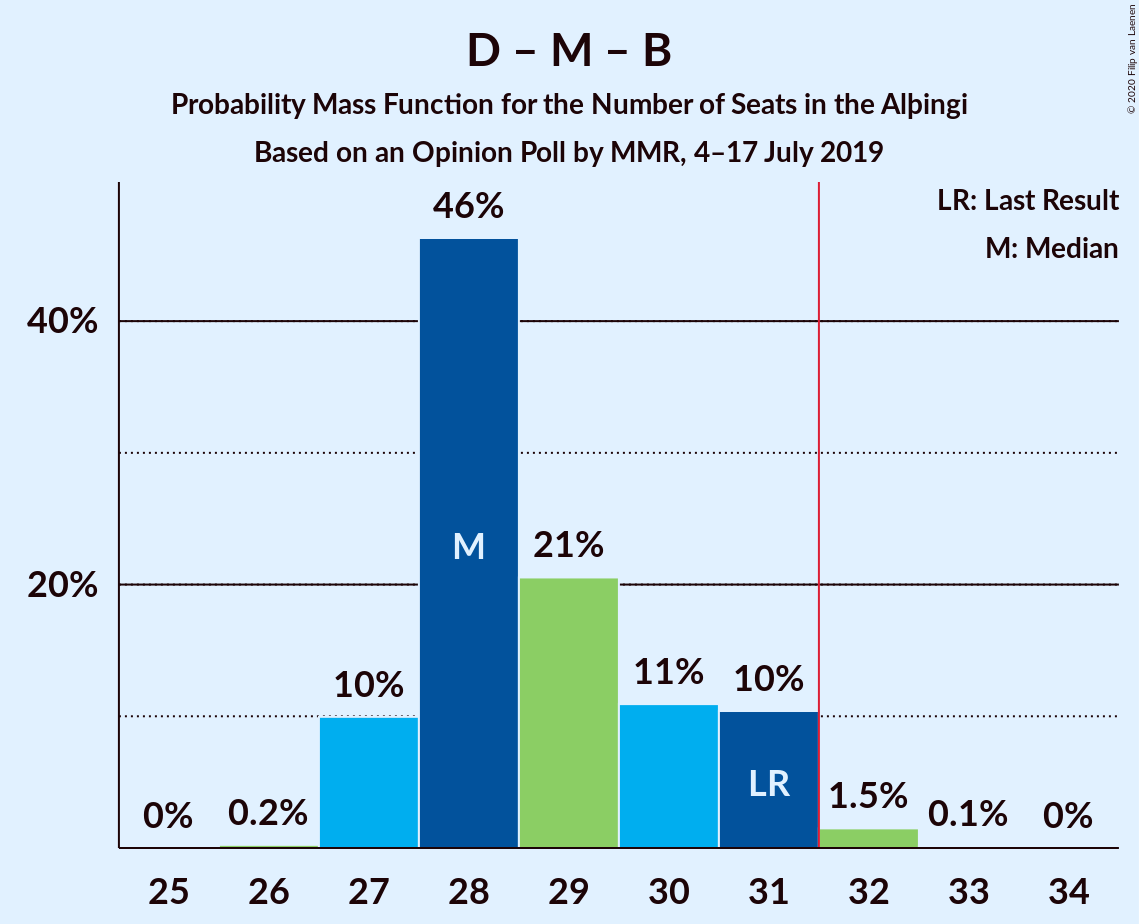 D – M – B
Probability Mass Function for the Number of Seats in the Alþingi
Based on an Opinion Poll by MMR, 4–17 July 2019
© 2020 Filip van Laenen
LR: Last Result
M: Median
40%
20%
0%
0.2%
10%
46%
M
21%
11%
10%
LR
1.5%
0.1%
0%
25 26 27 28 29 30 31 32 33 34